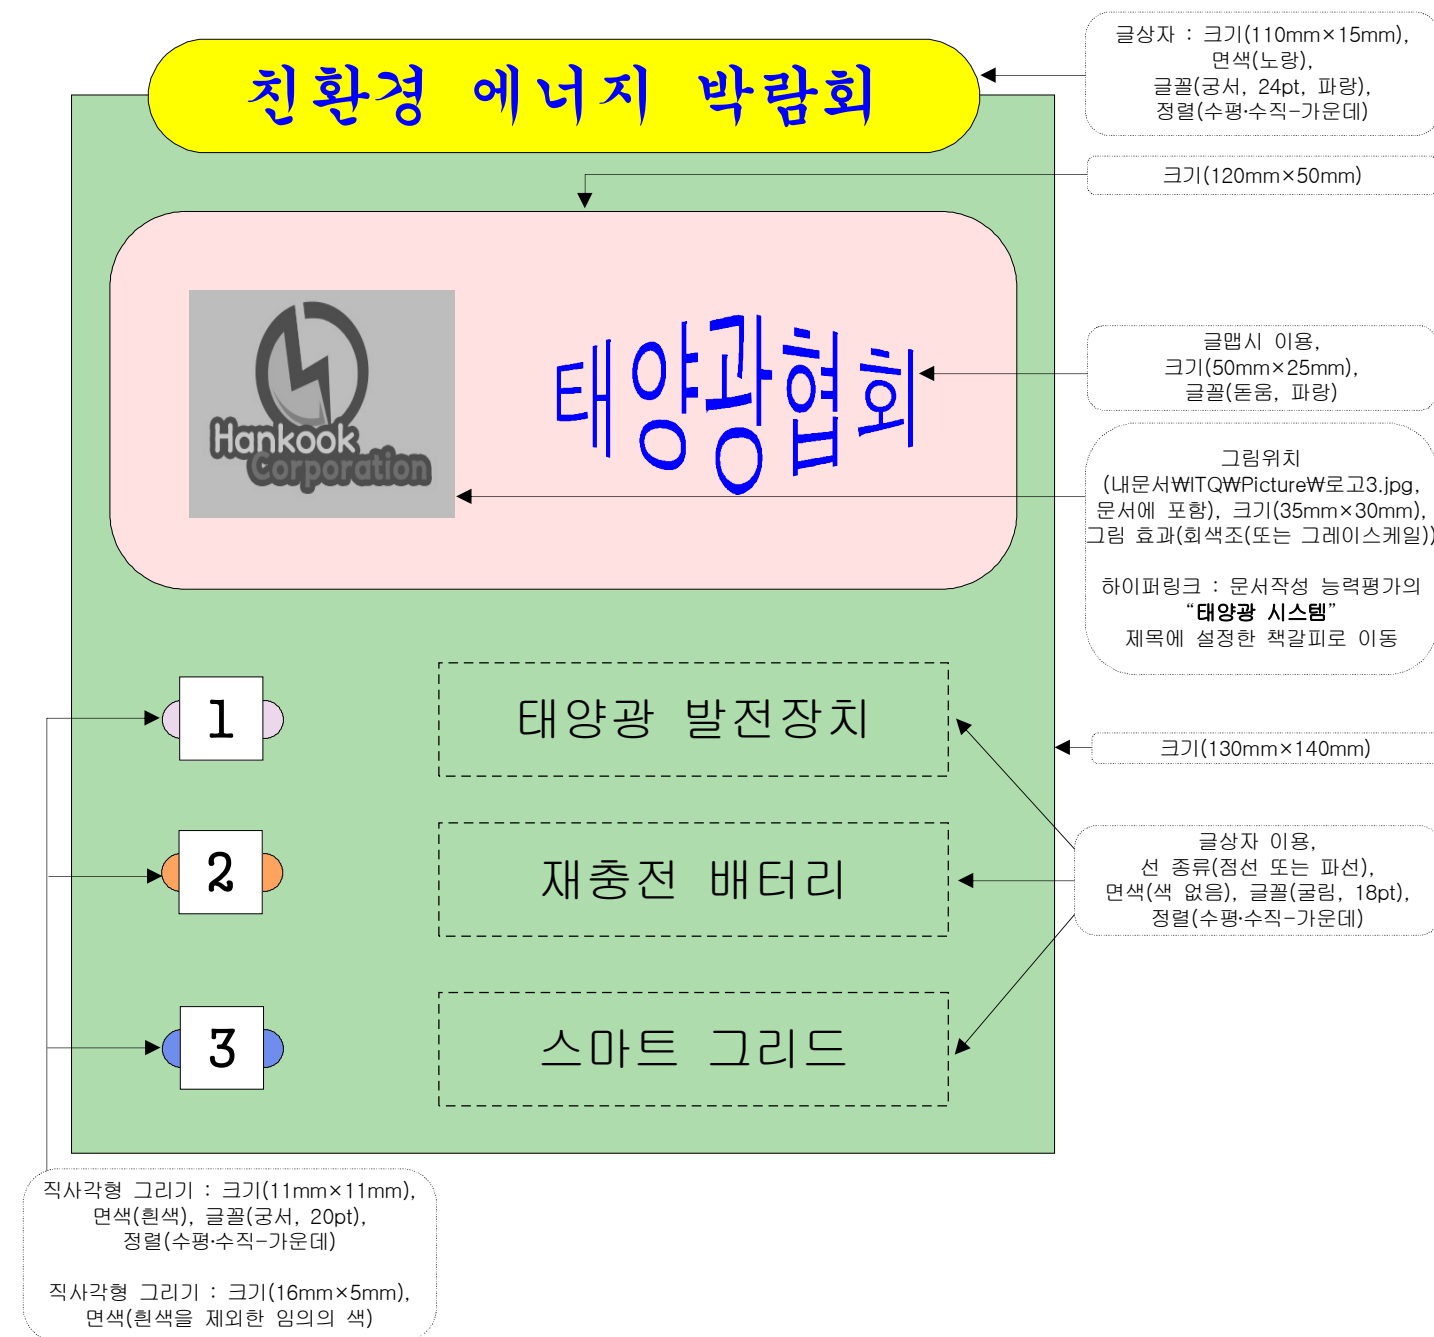 친환경 에너지 박람회
글상자 : 크기(110mm×15mm),
면색(노랑),
글꼴(궁서, 24pt, 파랑),
정렬(수평·수직-가운데)
크기(120mm×50mm)
Hankook
Corporation
태양광협회
글맵시 이용,
크기(50mm×25mm),
글꼴(돋움, 파랑)
그림위치
(내문서₩ITQ₩Picture₩로고3.jpg,
문서에 포함), 크기(35mm×30mm),
그림 효과(회색조(또는 그레이스케일))
하이퍼링크 : 문서작성 능력평가의
“태양광 시스템”
제목에 설정한 책갈피로 이동
1
태양광 발전장치
크기(130mm×140mm)
2
재충전 배터리
글상자 이용,
선 종류(점선 또는 파선),
면색(색 없음), 글꼴(굴림, 18pt),
정렬(수평·수직-가운데)
3
스마트 그리드
직사각형 그리기 : 크기(11mm×11mm),
면색(흰색), 글꼴(궁서, 20pt),
정렬(수평·수직-가운데)
직사각형 그리기 : 크기(16mm×5mm),
면색(흰색을 제외한 임의의 색)